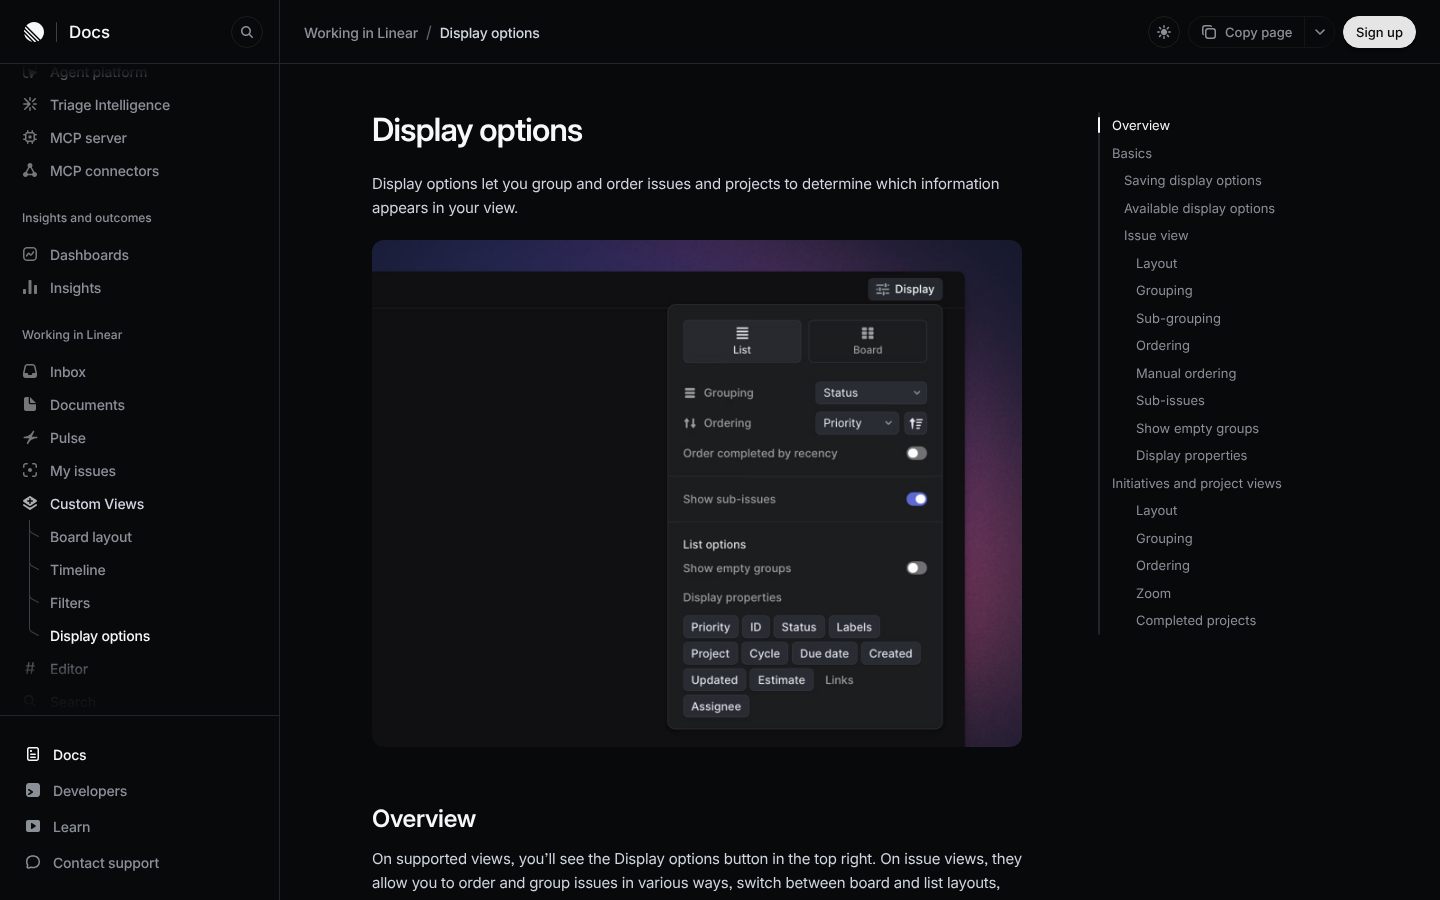 Docs
Working in Linear / Display options
Copy page
Sign up
Agent platform
Triage Intelligence
MCP server
MCP connectors
Insights and outcomes
Dashboards
Insights
Working in Linear
Inbox
Documents
Pulse
My issues
Custom Views
Board layout
Timeline
Filters
Display options
# Editor
Search
Docs
Developers
Learn
Contact support
Display options
Display options let you group and order issues and projects to determine which information
appears in your view.
Display
List
Board
Grouping
Status
Ordering
Priority
Order completed by recency
Show sub-issues
List options
Show empty groups
Display properties
Priority ID Status Labels
Project Cycle Due date Created
Updated Estimate Links
Assignee
Overview
On supported views, you’ll see the Display options button in the top right. On issue views, they
allow you to order and group issues in various ways, switch between board and list layouts,
Overview
Basics
Saving display options
Available display options
Issue view
Layout
Grouping
Sub-grouping
Ordering
Manual ordering
Sub-issues
Show empty groups
Display properties
Initiatives and project views
Layout
Grouping
Ordering
Zoom
Completed projects